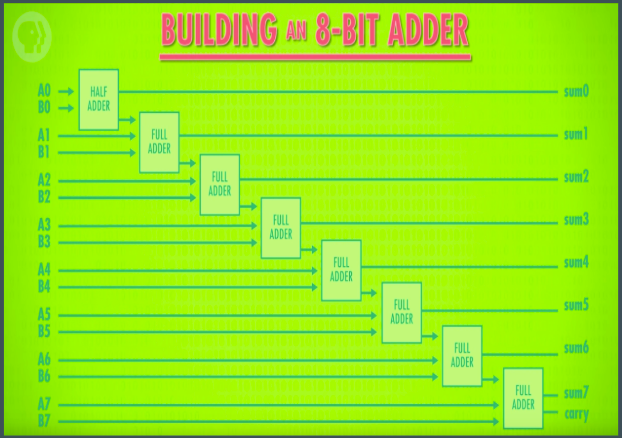 BUILDING AN 8-BIT ADDER
A0
B0
HALF
ADDER
sum0
A1
B1
FULL
ADDER
sum1
A2
B2
FULL
ADDER
sum2
A3
B3
FULL
ADDER
sum3
A4
B4
FULL
ADDER
sum4
A5
B5
FULL
ADDER
sum5
A6
B6
FULL
ADDER
sum6
A7
B7
FULL
ADDER
sum7
carry